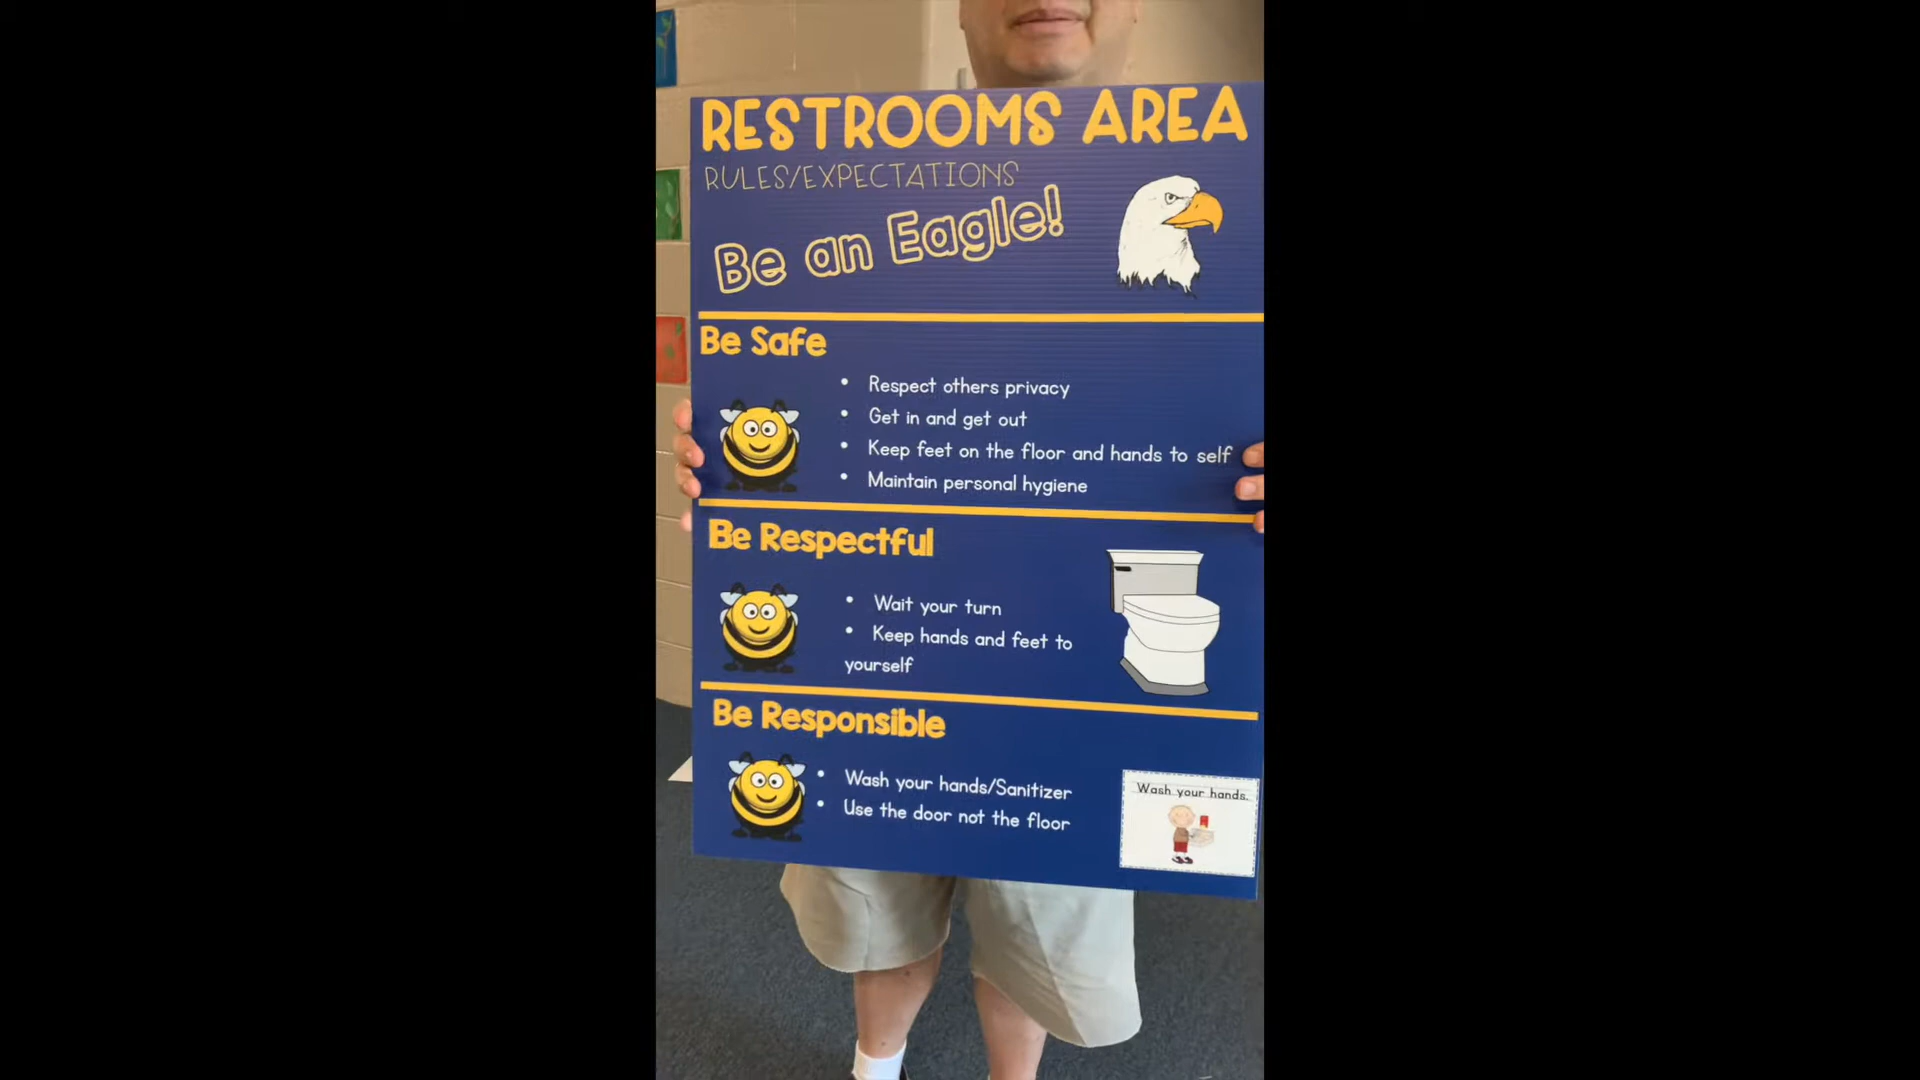 RESTROOMS AREA
RULES/EXPECTATIONS
Be an Eagle!
Be Safe
• Respect others privacy
• Get in and get out
• Keep feet on the floor and hands to self
• Maintain personal hygiene
Be Respectful
• Wait your turn
• Keep hands and feet to
yourself
Be Responsible
• Wash your hands/Sanitizer
• Use the door not the floor
Wash your hands.